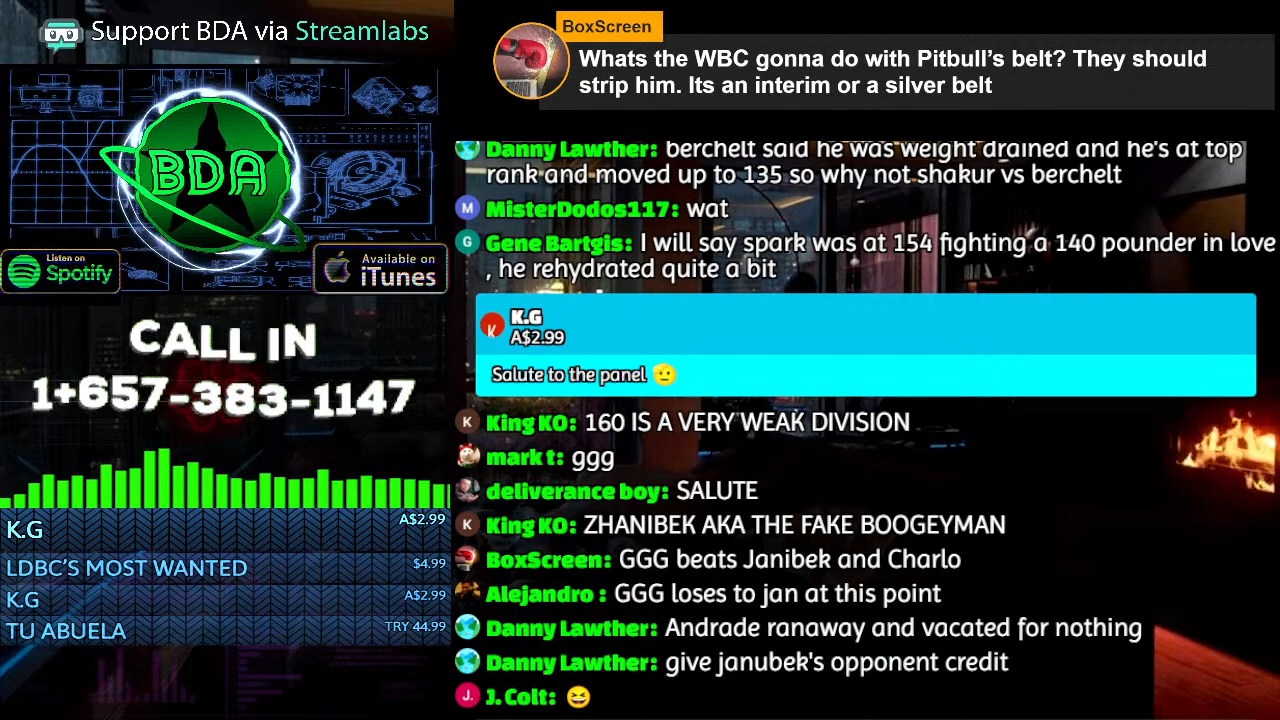 Support BDA via Streamlabs
BDA
Listen on
Spotify
Available on
iTunes
CALL IN
1+657-383-1147
K.G A$2.99
LDBC'S MOST WANTED $4.99
K.G A$2.99
TU ABUELA TRY 44.99
BoxScreen
Whats the WBC gonna do with Pitbull's belt? They should
strip him. Its an interim or a silver belt
Danny Lawther: berchelt said he was weight drained and he's at top
rank and moved up to 135 so why not shakur vs berchelt
M MisterDodos117: wat
G Gene Bartgis: I will say spark was at 154 fighting a 140 pounder in love
, he rehydrated quite a bit
K K.G
A$2.99
Salute to the panel 🫡
K King KO: 160 IS A VERY WEAK DIVISION
mark t: ggg
deliverance boy: SALUTE
K King KO: ZHANIBEK AKA THE FAKE BOOGEYMAN
BoxScreen: GGG beats Janibek and Charlo
Alejandro : GGG loses to jan at this point
Danny Lawther: Andrade ranaway and vacated for nothing
Danny Lawther: give janubek's opponent credit
J. J. Colt: 😆